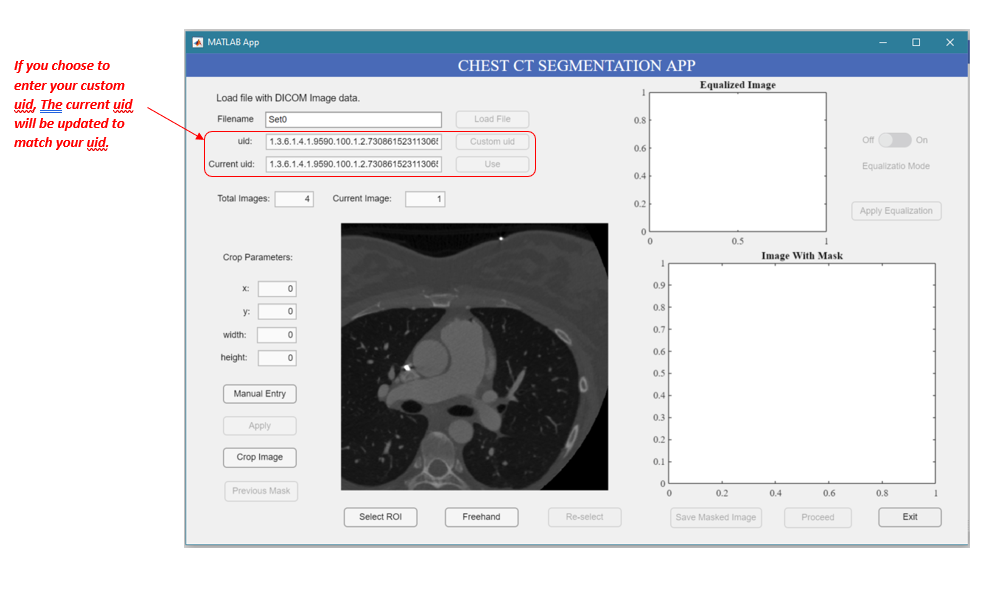 If you choose to
enter your custom
uid, The current uid
will be updated to
match your uid.
MATLAB App
CHEST CT SEGMENTATION APP
Load file with DICOM Image data.
Filename Set0 Load File
uid: 1.3.6.1.4.1.9590.100.1.2.73086152311306 Custom uid
Current uid: 1.3.6.1.4.1.9590.100.1.2.73086152311306 Use
Total Images: 4 Current Image: 1
Crop Parameters:
x: 0
y: 0
width: 0
height: 0
Manual Entry
Apply
Crop Image
Previous Mask
Select ROI Freehand Re-select
Equalized Image
1
0.8
0.6
0.4
0.2
0
0 0.5 1
Off On
Equalizatio Mode
Apply Equalization
Image With Mask
1
0.9
0.8
0.7
0.6
0.5
0.4
0.3
0.2
0.1
0
0 0.2 0.4 0.6 0.8 1
Save Masked Image Proceed Exit